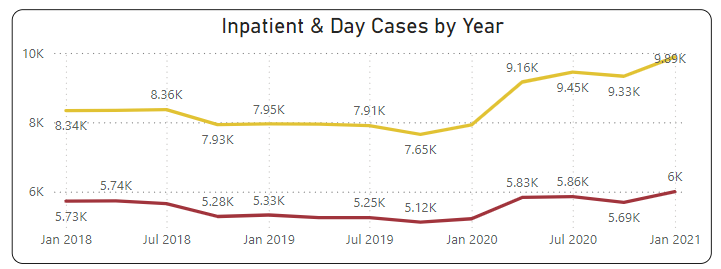 Inpatient & Day Cases by Year
10K
9.89K
9.16K
9.45K
9.33K
8.36K
8.34K
8K
7.93K
7.95K
7.91K
7.65K
6K
5.74K
5.73K
5.28K
5.33K
5.25K
5.12K
5.83K
5.86K
5.69K
6K
Jan 2018 Jul 2018 Jan 2019 Jul 2019 Jan 2020 Jul 2020 Jan 2021